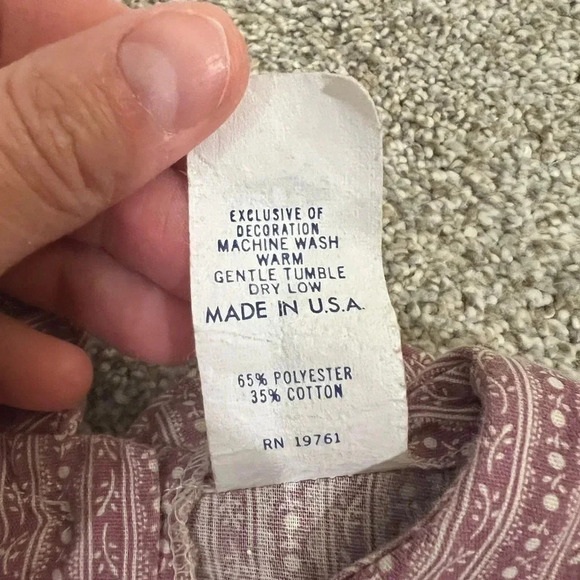 EXCLUSIVE OF
DECORATION
MACHINE WASH
WARM
GENTLE TUMBLE
DRY LOW
MADE IN U.S.A.
65% POLYESTER
35% COTTON
RN 19761